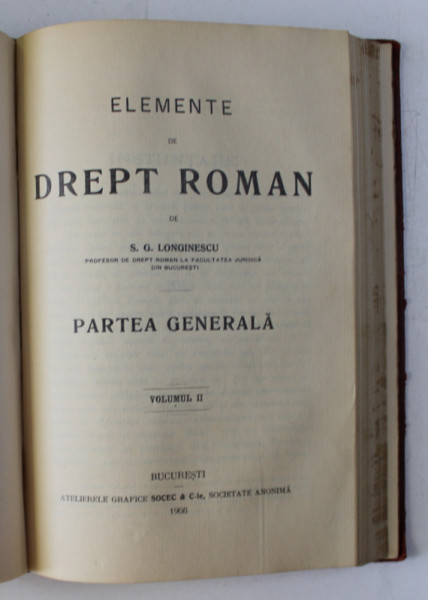 ELEMENTE
DE
DREPT ROMAN
DE
S. G. LONGINESCU
PROFESOR DE DREPT ROMAN LA FACULTATEA JURIDICĂ
DIN BUCUREȘTI
PARTEA GENERALĂ
VOLUMUL II
BUCUREȘTI
ATELIERELE GRAFICE SOCEC & C-ie, SOCIETATE ANONIMĂ